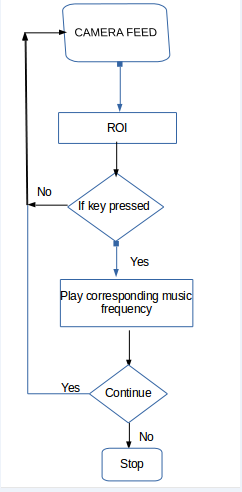 CAMERA FEED
ROI
No
If key pressed
Yes
Play corresponding music
frequency
Yes
Continue
No
Stop